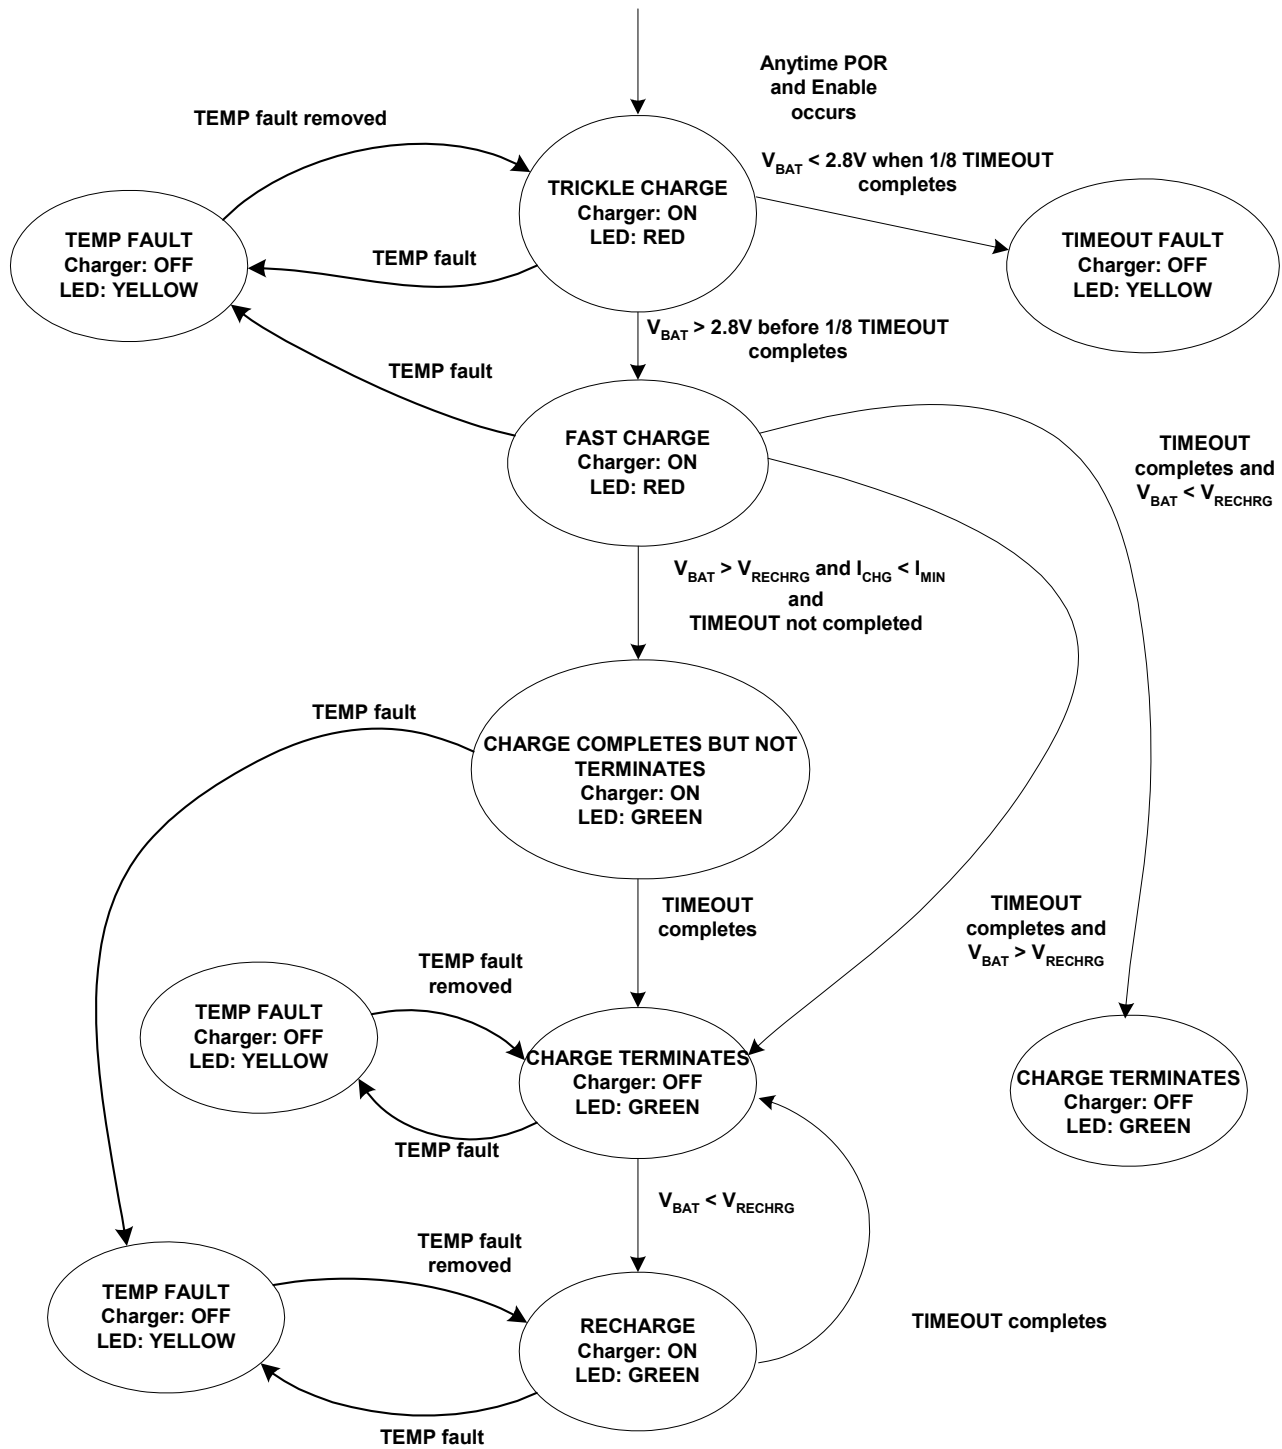 Anytime POR
and Enable
occurs
TEMP fault removed
V_BAT < 2.8V when 1/8 TIMEOUT
completes
TRICKLE CHARGE
Charger: ON
LED: RED
TEMP FAULT
Charger: OFF
LED: YELLOW
TEMP fault
TIMEOUT FAULT
Charger: OFF
LED: YELLOW
V_BAT > 2.8V before 1/8 TIMEOUT
completes
TEMP fault
FAST CHARGE
Charger: ON
LED: RED
TIMEOUT
completes and
V_BAT < V_RECHRG
V_BAT > V_RECHRG and I_CHG < I_MIN
and
TIMEOUT not completed
TEMP fault
CHARGE COMPLETES BUT NOT
TERMINATES
Charger: ON
LED: GREEN
TIMEOUT
completes
TIMEOUT
completes and
V_BAT > V_RECHRG
TEMP fault
removed
TEMP FAULT
Charger: OFF
LED: YELLOW
CHARGE TERMINATES
Charger: OFF
LED: GREEN
CHARGE TERMINATES
Charger: OFF
LED: GREEN
TEMP fault
V_BAT < V_RECHRG
TEMP fault
removed
TEMP FAULT
Charger: OFF
LED: YELLOW
RECHARGE
Charger: ON
LED: GREEN
TIMEOUT completes
TEMP fault